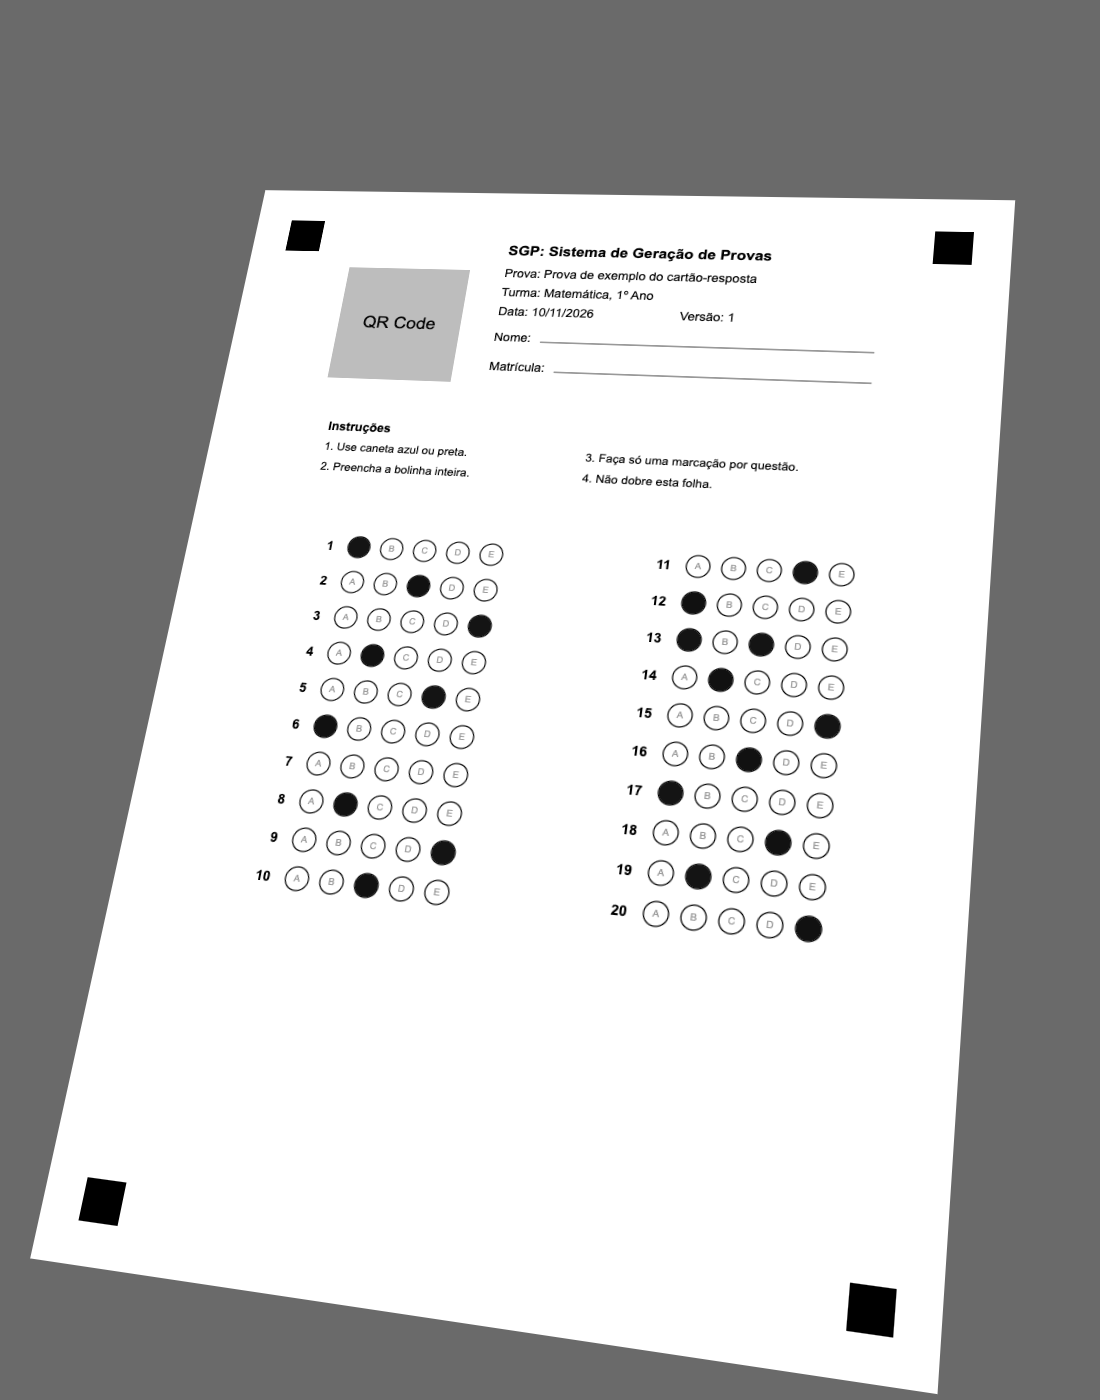 SGP: Sistema de Geração de Provas
Prova: Prova de exemplo do cartão-resposta
Turma: Matemática, 1º Ano
Data: 10/11/2026 Versão: 1
Nome:
Matrícula:
QR Code
Instruções
1. Use caneta azul ou preta.
2. Preencha a bolinha inteira.
3. Faça só uma marcação por questão.
4. Não dobre esta folha.
1 B C D E
2 A B D E
3 A B C D
4 A C D E
5 A B C E
6 B C D E
7 A B C D E
8 A C D E
9 A B C D
10 A B D E
11 A B C E
12 B C D E
13 B D E
14 A C D E
15 A B C D
16 A B D E
17 B C D E
18 A B C E
19 A C D E
20 A B C D